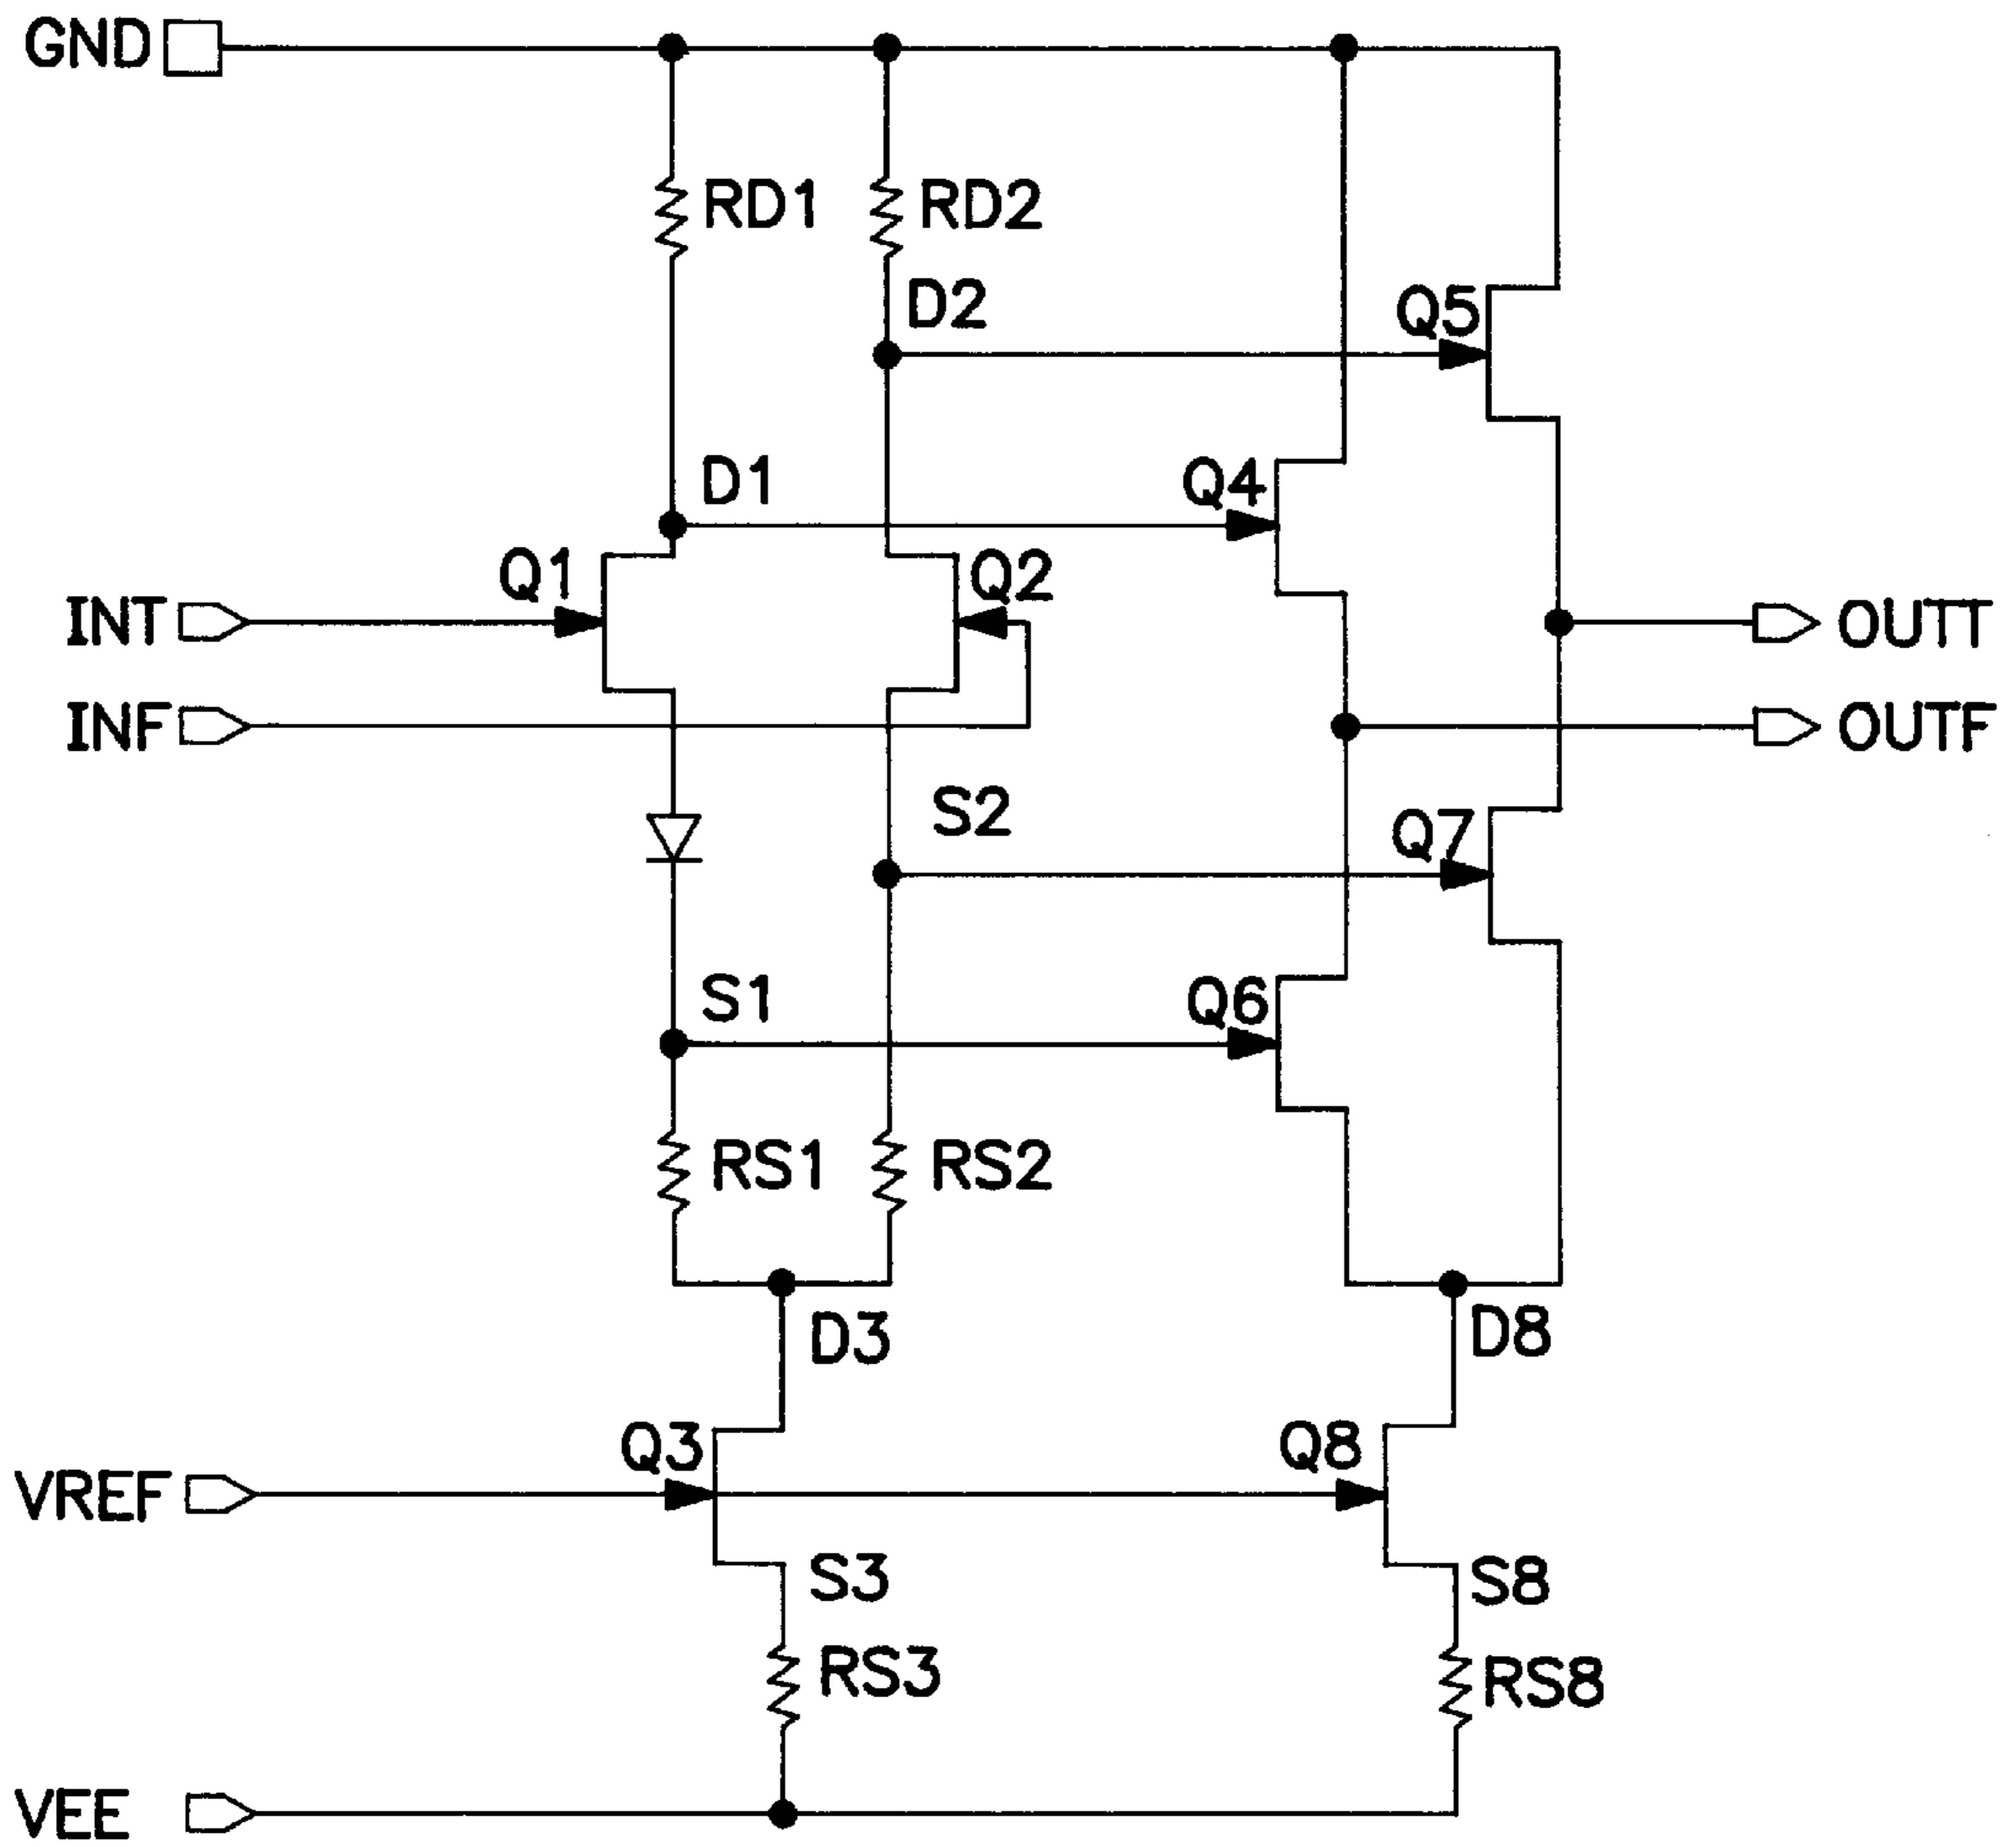 GND
RD1
RD2
D2
Q5
D1
Q4
Q1
Q2
INT
OUTT
INF
OUTF
S2
Q7
S1
Q6
RS1
RS2
D3
D8
Q3
Q8
VREF
S3
S8
RS3
RS8
VEE